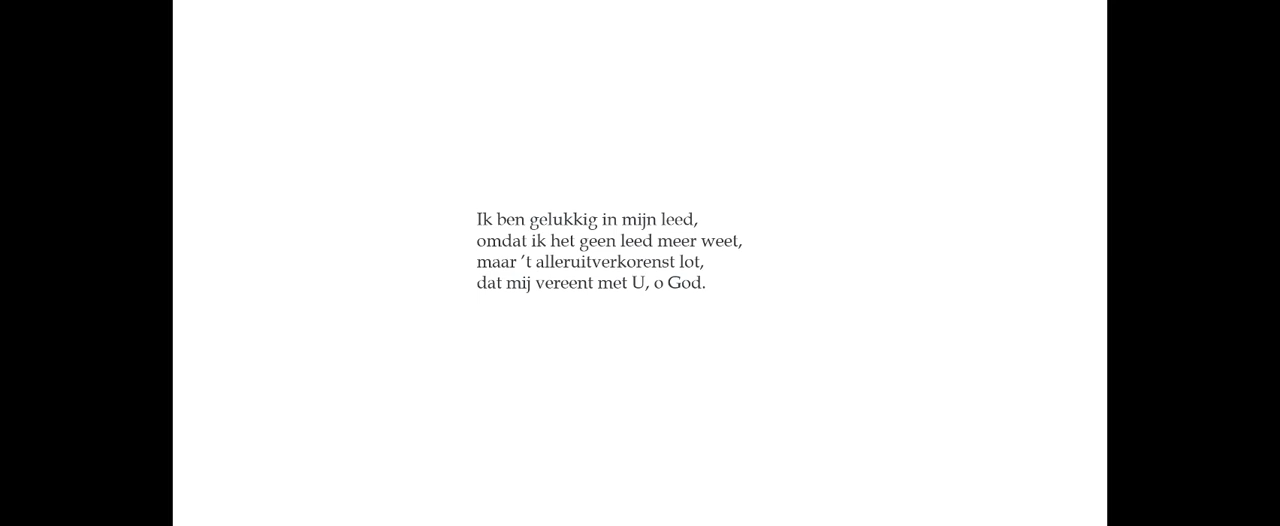 Ik ben gelukkig in mijn leed,
omdat ik het geen leed meer weet,
maar ’t alleruitverkorenst lot,
dat mij vereent met U, o God.